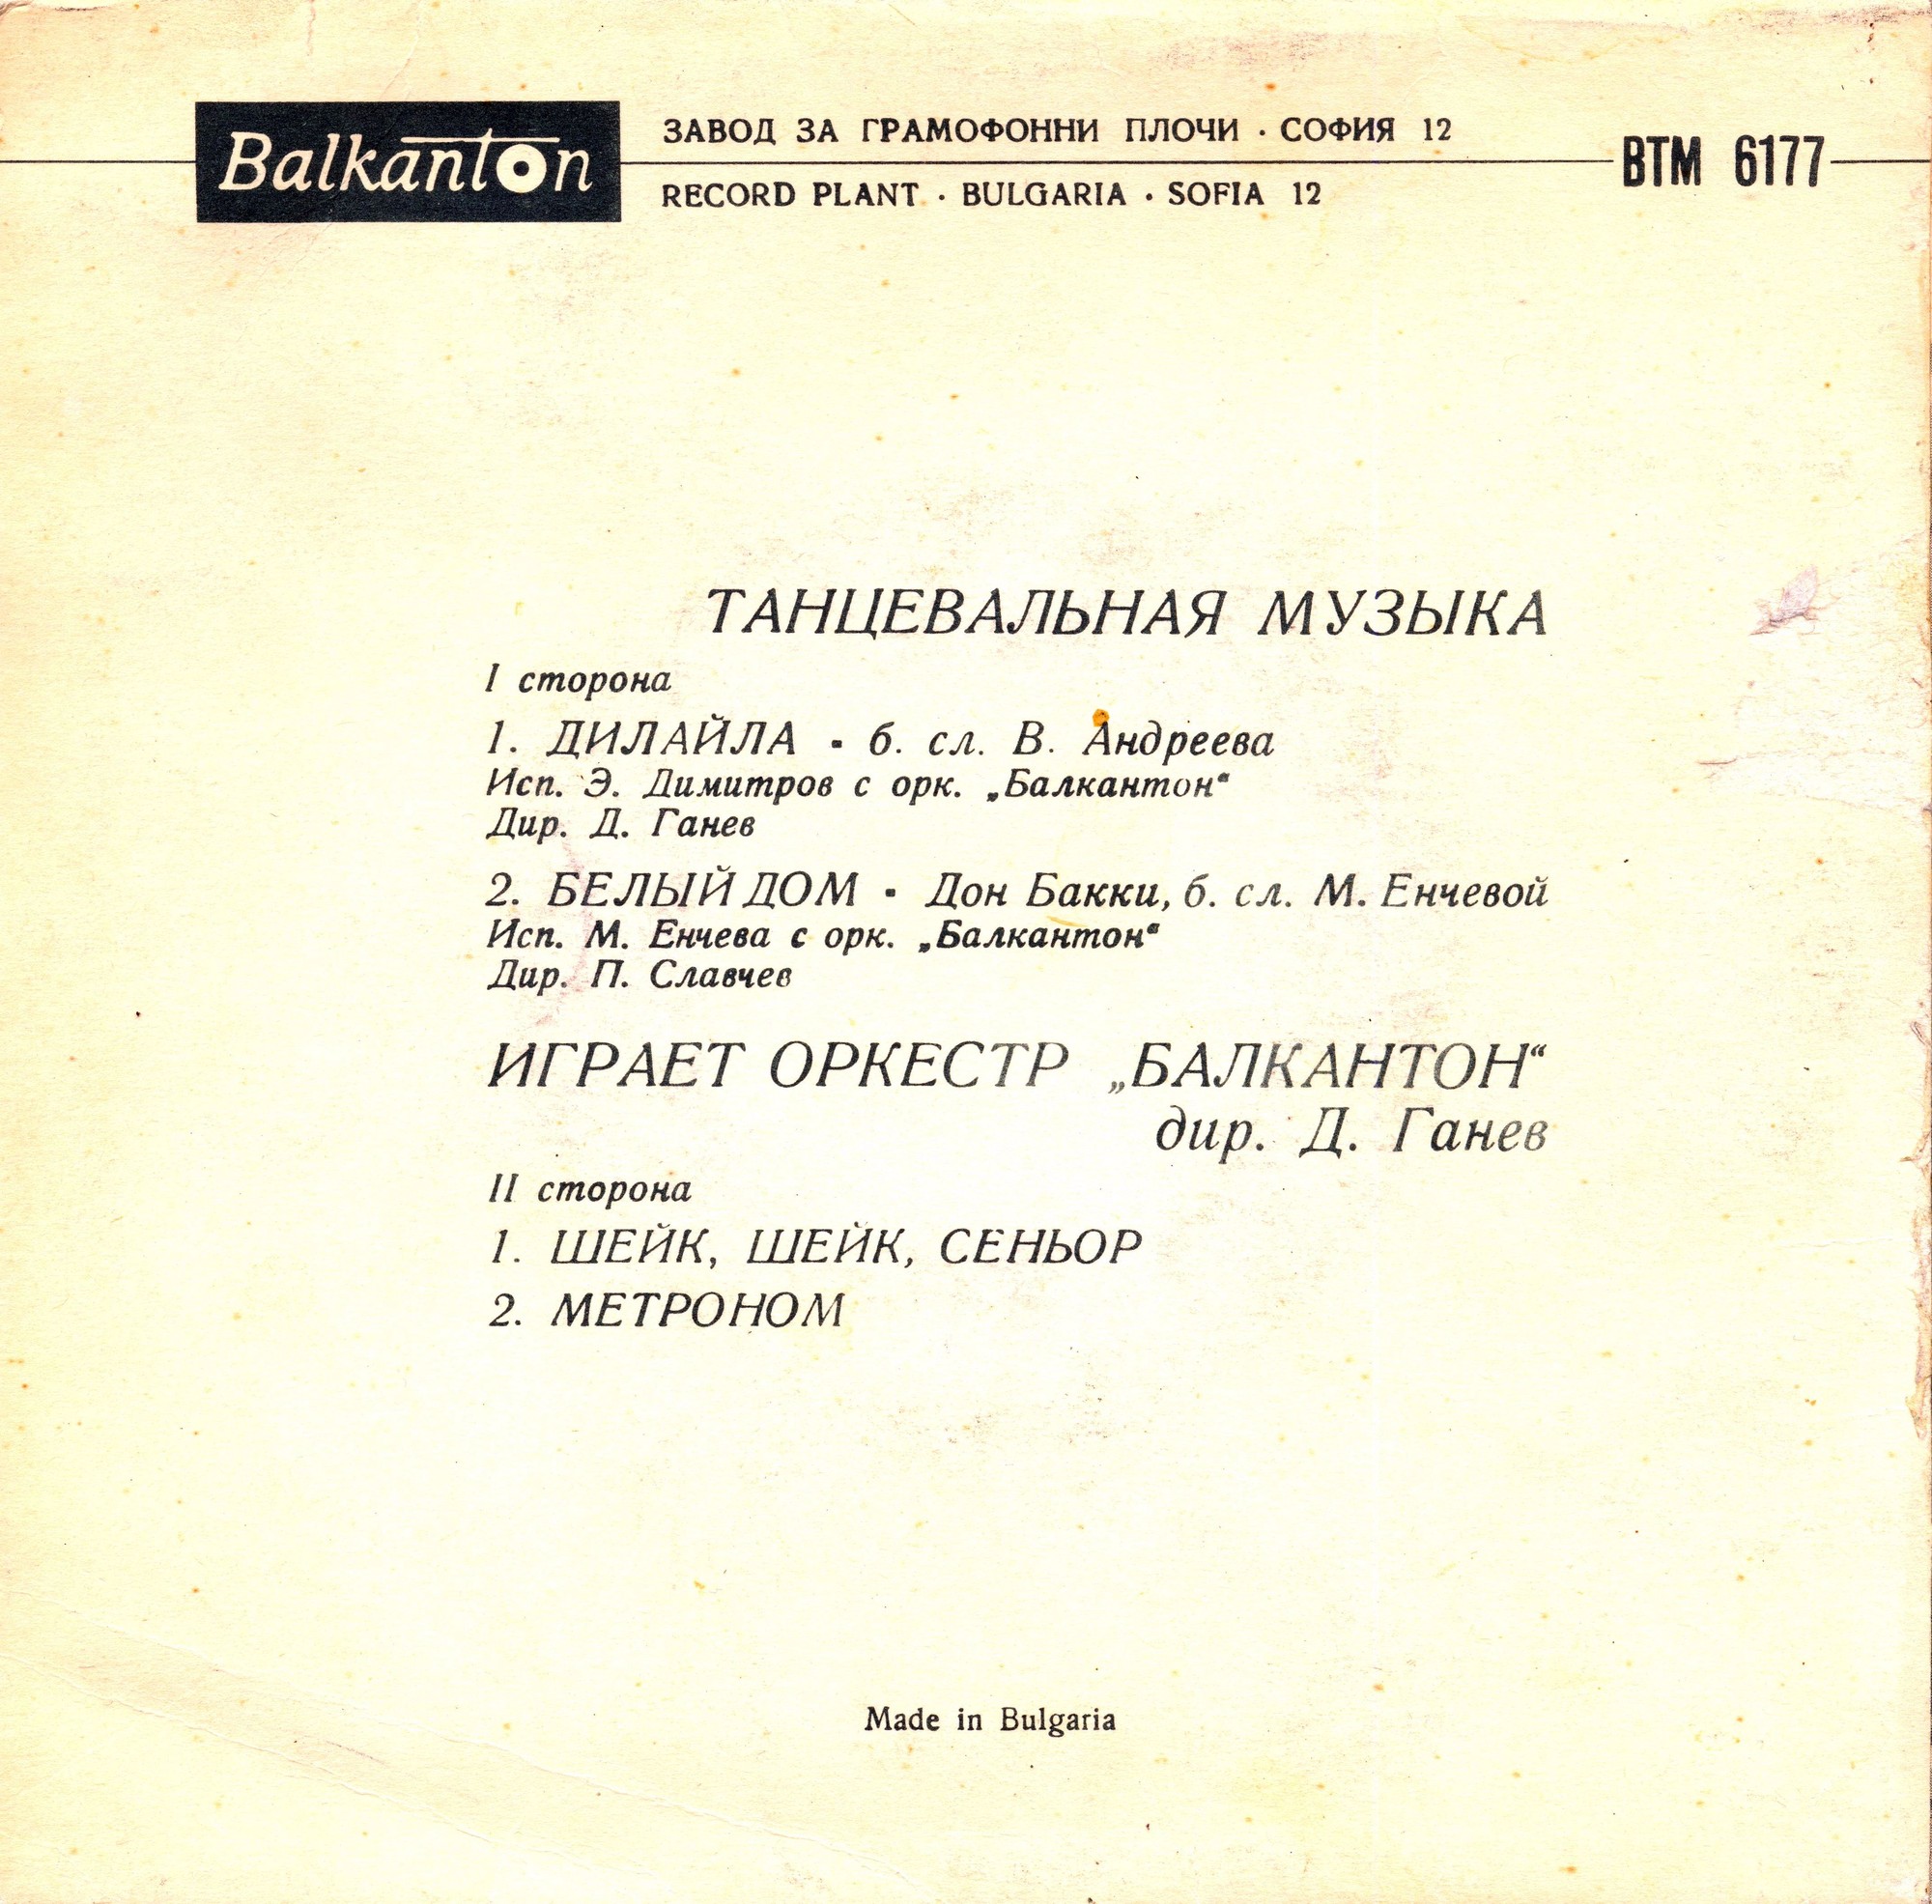 Balkanton
ЗАВОД ЗА ГРАМОФОННИ ПЛОЧИ · СОФИЯ 12
RECORD PLANT · BULGARIA · SOFIA 12
ВТМ 6177
ТАНЦЕВАЛЬНАЯ МУЗЫКА
I сторона
1. ДИЛАЙЛА · б. сл. В. Андреева
Исп. Э. Димитров с орк. „Балкантон“
Дир. Д. Ганев
2. БЕЛЫЙ ДОМ · Дон Бакки, б. сл. М. Енчевой
Исп. М. Енчева с орк. „Балкантон“
Дир. П. Славчев
ИГРАЕТ ОРКЕСТР „БАЛКАНТОН“
дир. Д. Ганев
II сторона
1. ШЕЙК, ШЕЙК, СЕНЬОР
2. МЕТРОНОМ
Made in Bulgaria